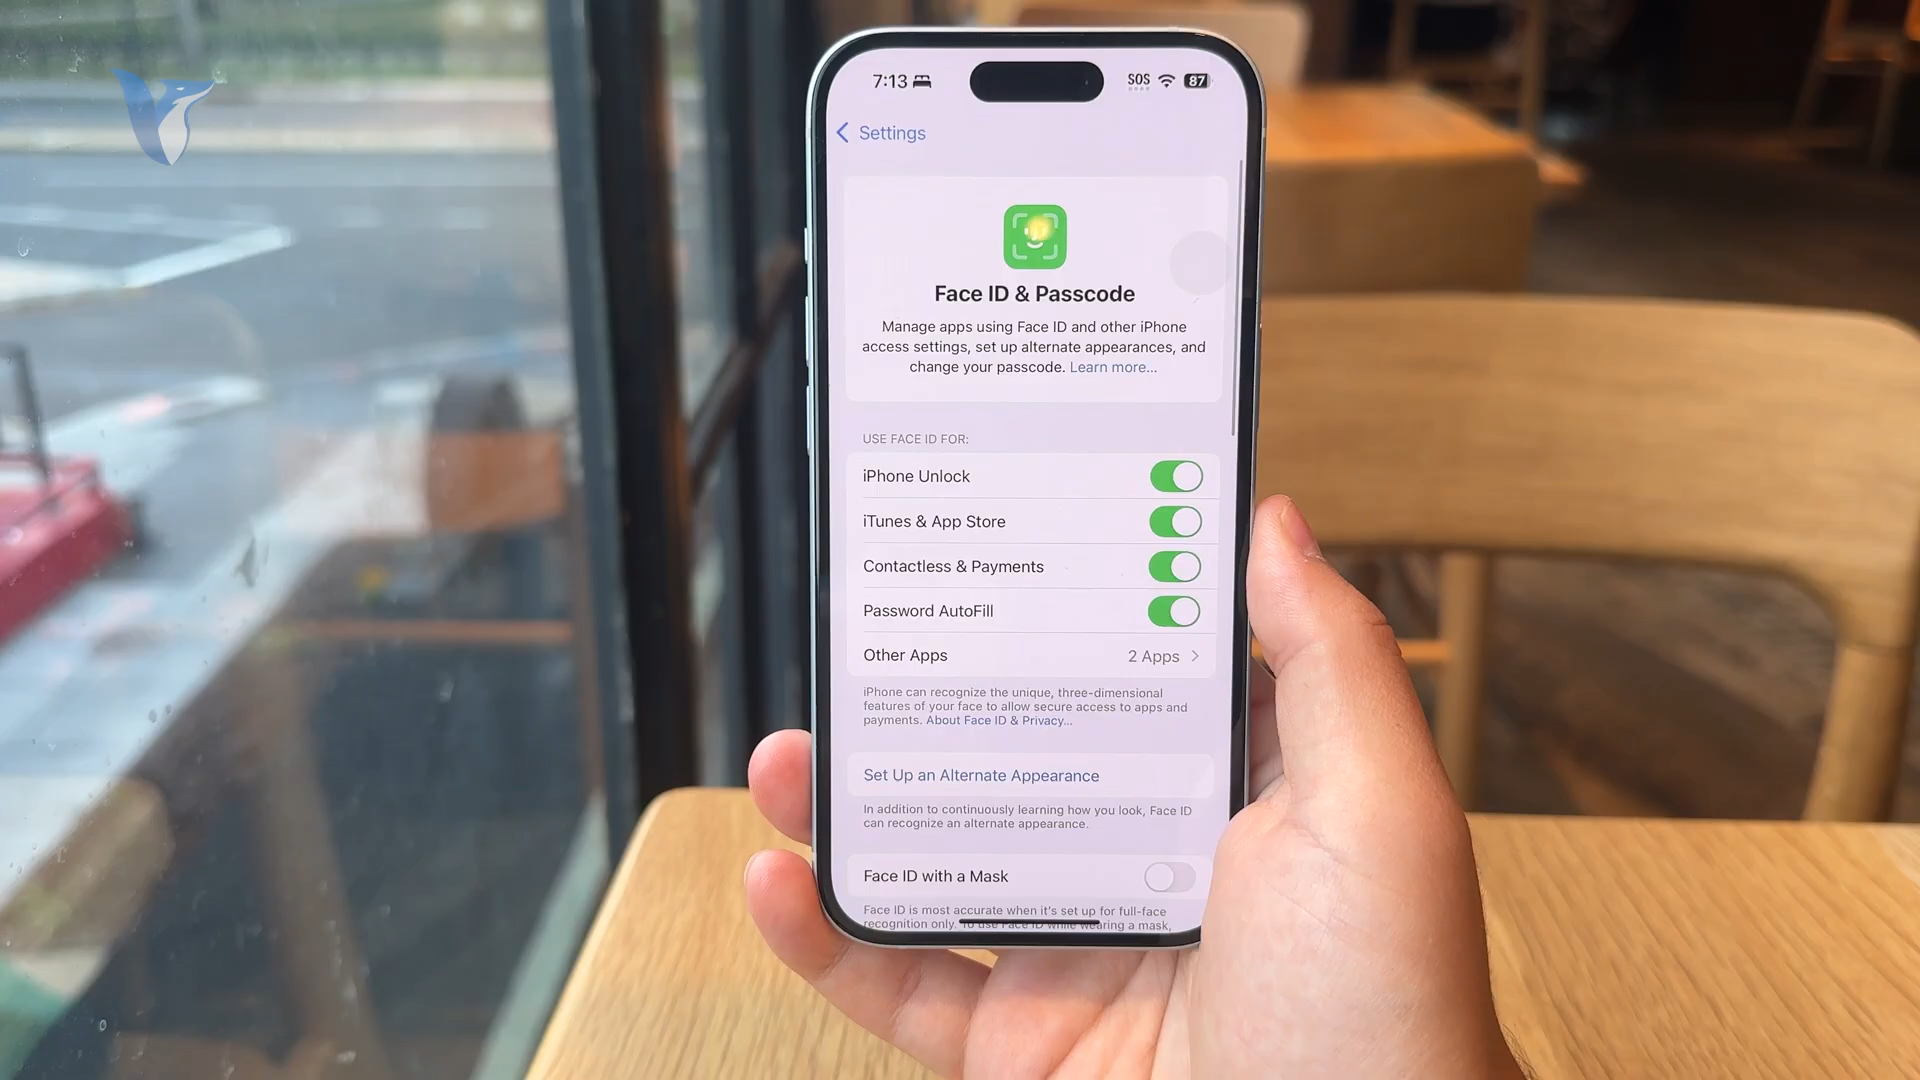 7:13
SOS
87
Settings
Face ID & Passcode
Manage apps using Face ID and other iPhone
access settings, set up alternate appearances, and
change your passcode. Learn more...
USE FACE ID FOR:
iPhone Unlock
iTunes & App Store
Contactless & Payments
Password AutoFill
Other Apps
2 Apps
iPhone can recognize the unique, three-dimensional
features of your face to allow secure access to apps and
payments. About Face ID & Privacy...
Set Up an Alternate Appearance
In addition to continuously learning how you look, Face ID
can recognize an alternate appearance.
Face ID with a Mask
Face ID is most accurate when it's set up for full-face
recognition only. To use Face ID while wearing a mask,